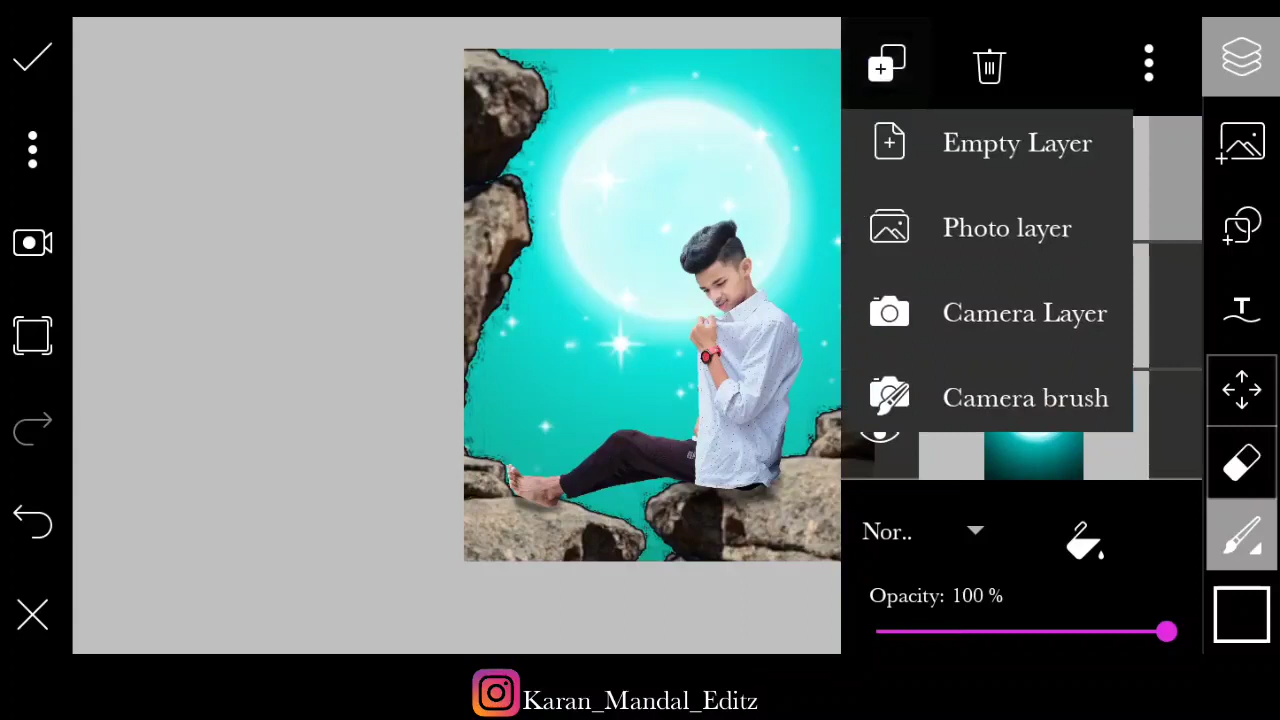 Empty Layer
Photo layer
Camera Layer
Camera brush
T
Nor..
Opacity: 100 %
Karan_Mandal_Editz